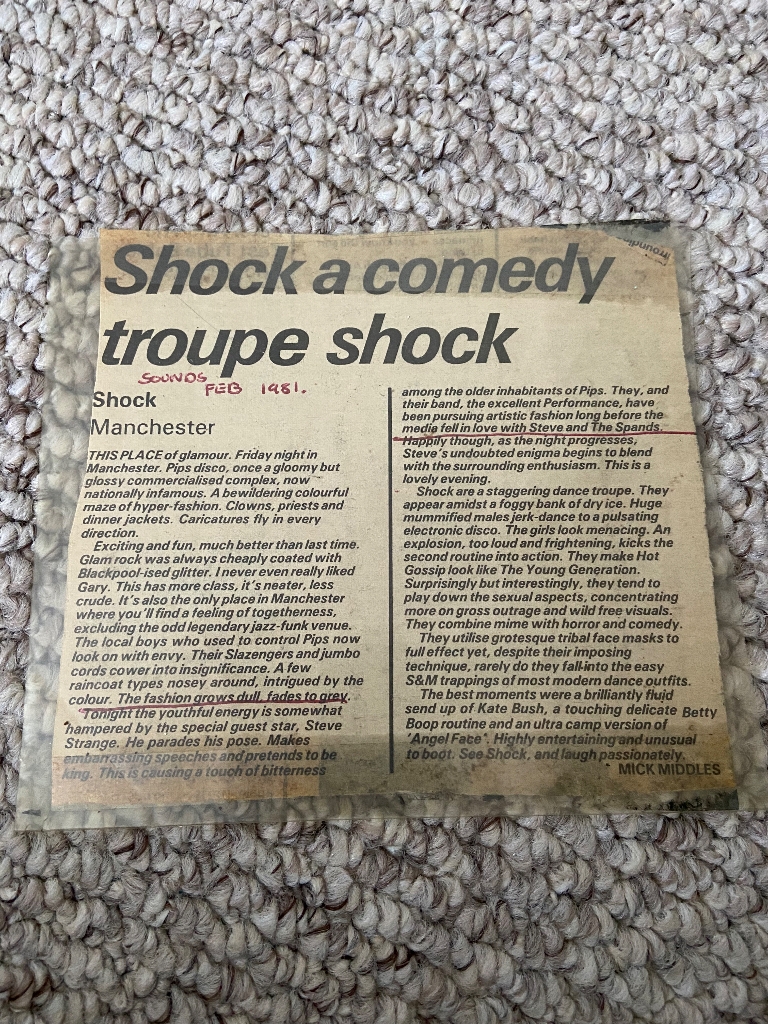 Shock a comedy
troupe shock
SOUNDS
FEB 1981.
Shock
Manchester
THIS PLACE of glamour. Friday night in
Manchester. Pips disco, once a gloomy but
glossy commercialised complex, now
nationally infamous. A bewildering colourful
maze of hyper-fashion. Clowns, priests and
dinner jackets. Caricatures fly in every
direction.
Exciting and fun, much better than last time.
Glam rock was always cheaply coated with
Blackpool-ised glitter. I never even really liked
Gary. This has more class, it's neater, less
crude. It's also the only place in Manchester
where you'll find a feeling of togetherness,
excluding the odd legendary jazz-funk venue.
The local boys who used to control Pips now
look on with envy. Their Slazengers and jumbo
cords cower into insignificance. A few
raincoat types nosey around, intrigued by the
colour. The fashion grows dull, fades to grey.
Tonight the youthful energy is somewhat
hampered by the special guest star, Steve
Strange. He parades his pose. Makes
embarrassing speeches and pretends to be
king. This is causing a touch of bitterness
among the older inhabitants of Pips. They, and
their band, the excellent Performance, have
been pursuing artistic fashion long before the
media fell in love with Steve and The Spands.
Happily though, as the night progresses,
Steve's undoubted enigma begins to blend
with the surrounding enthusiasm. This is a
lovely evening.
Shock are a staggering dance troupe. They
appear amidst a foggy bank of dry ice. Huge
mummified males jerk-dance to a pulsating
electronic disco. The girls look menacing. An
explosion, too loud and frightening, kicks the
second routine into action. They make Hot
Gossip look like The Young Generation.
Surprisingly but interestingly, they tend to
play down the sexual aspects, concentrating
more on gross outrage and wild free visuals.
They combine mime with horror and comedy.
They utilise grotesque tribal face masks to
full effect yet, despite their imposing
technique, rarely do they fall into the easy
S&M trappings of most modern dance outfits.
The best moments were a brilliantly fluid
send up of Kate Bush, a touching delicate Betty
Boop routine and an ultra camp version of
'Angel Face'. Highly entertaining and unusual
to boot. See Shock, and laugh passionately.
MICK MIDDLES